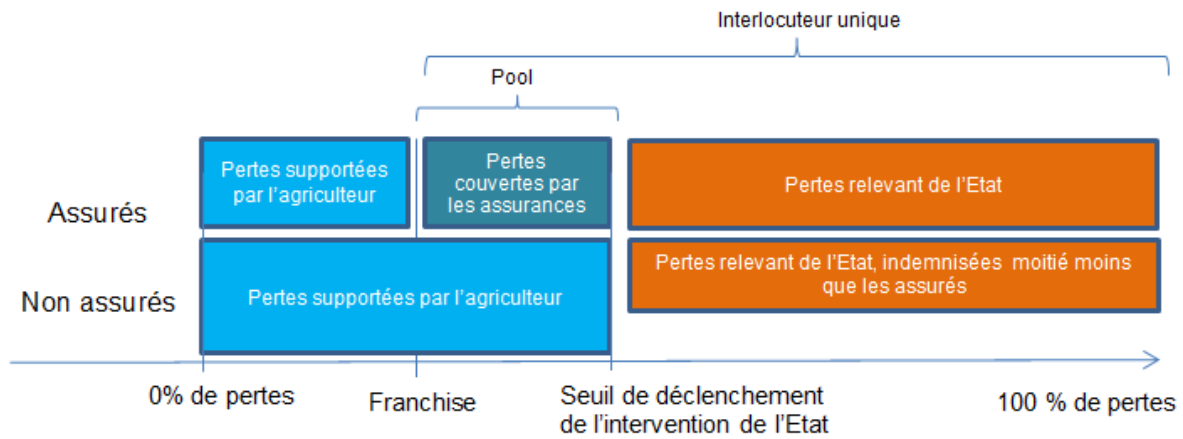 Interlocuteur unique
Pool
Assurés
Pertes supportées
par l’agriculteur
Pertes
couvertes par
les assurances
Pertes relevant de l’Etat
Non assurés
Pertes supportées par l’agriculteur
Pertes relevant de l’Etat, indemnisées moitié moins
que les assurés
0% de pertes
Franchise
Seuil de déclenchement
de l’intervention de l’Etat
100 % de pertes